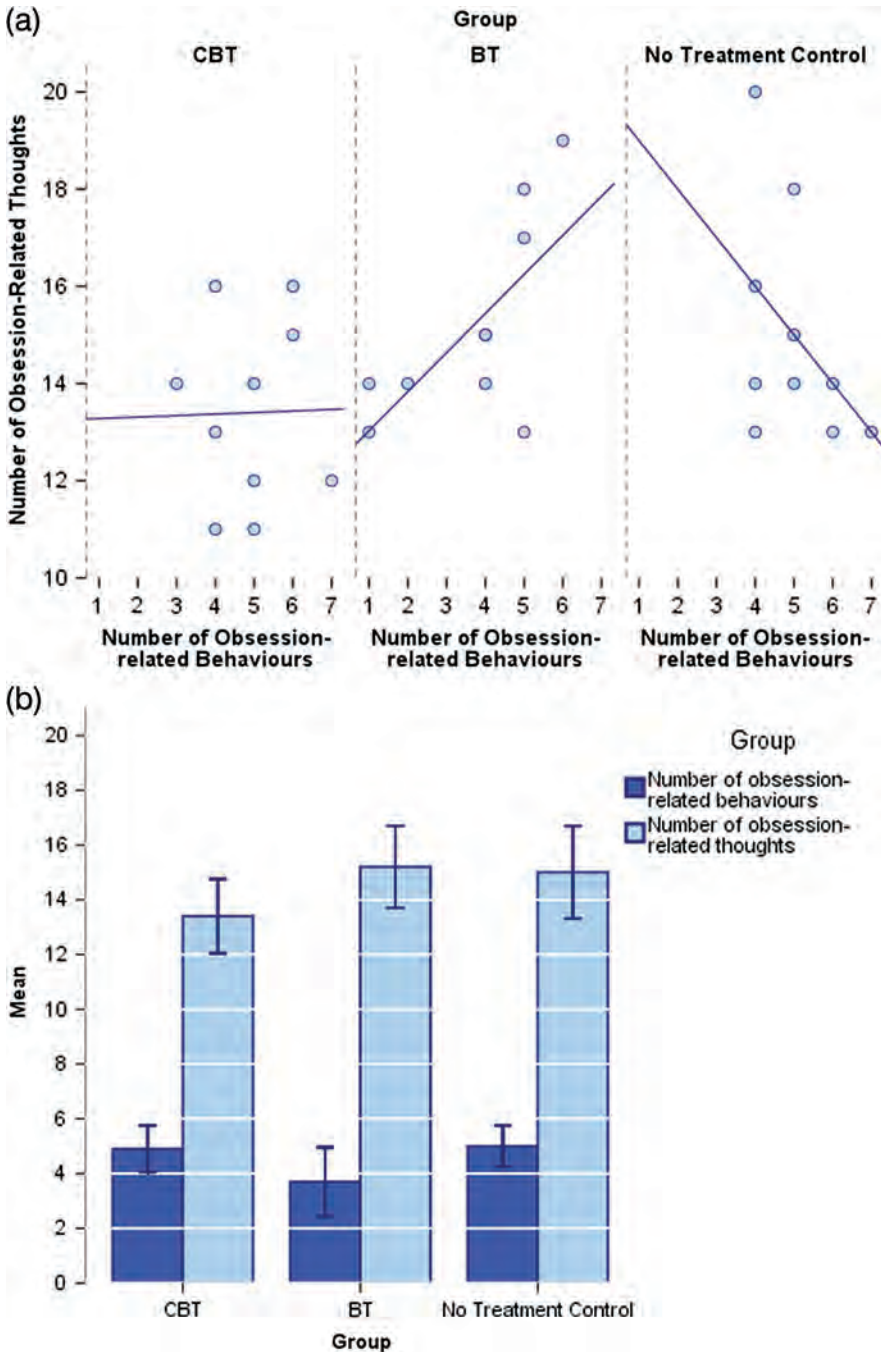 (a)
Group
CBT
BT
No Treatment Control
Number of Obsession-Related Thoughts
20
18
16
14
12
10
1 2 3 4 5 6 7
1 2 3 4 5 6 7
1 2 3 4 5 6 7
Number of Obsession-
related Behaviours
Number of Obsession-
related Behaviours
Number of Obsession-
related Behaviours
(b)
Mean
20
18
16
14
12
10
8
6
4
2
0
CBT
BT
No Treatment Control
Group
Group
Number of obsession-
related behaviours
Number of obsession-
related thoughts